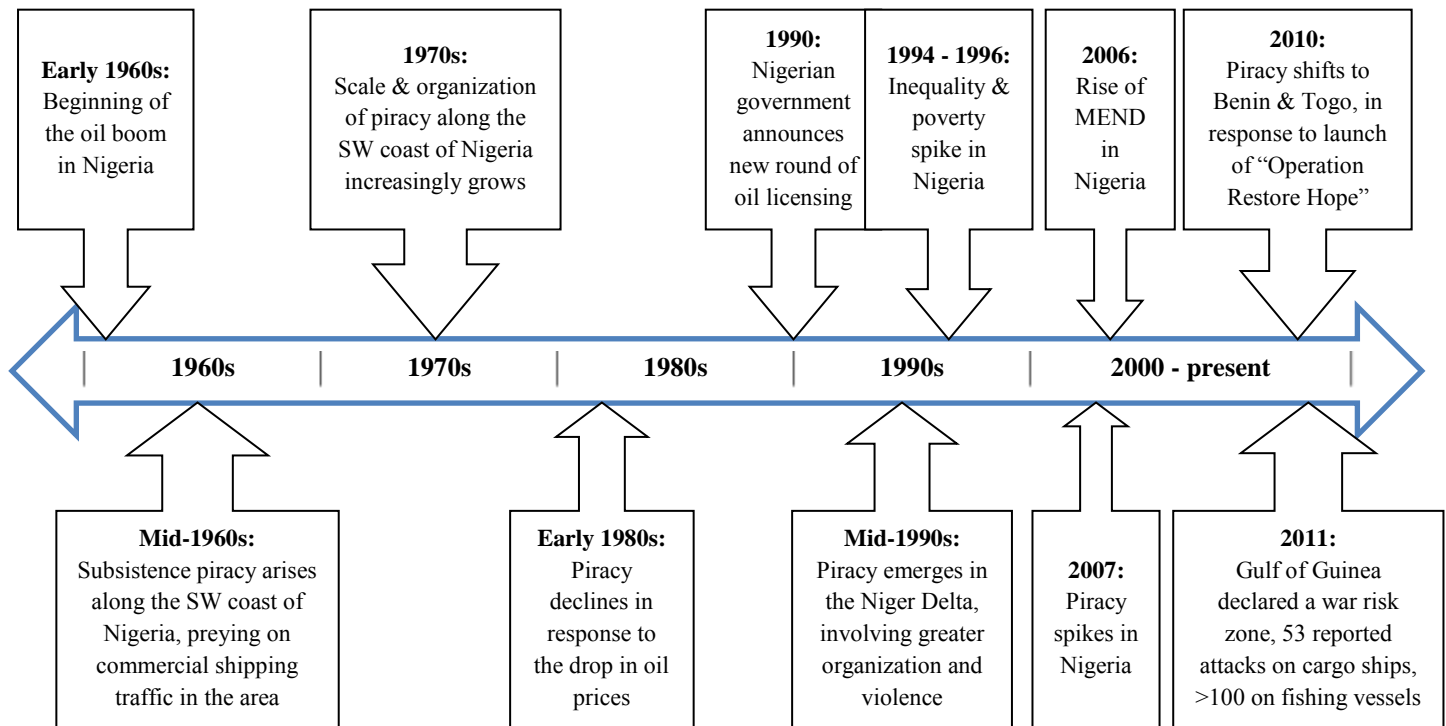 Early 1960s:
Beginning of
the oil boom
in Nigeria
1970s:
Scale & organization
of piracy along the
SW coast of Nigeria
increasingly grows
1990:
Nigerian
government
announces
new round of
oil licensing
1994 - 1996:
Inequality &
poverty
spike in
Nigeria
2006:
Rise of
MEND
in
Nigeria
2010:
Piracy shifts to
Benin & Togo, in
response to launch
of “Operation
Restore Hope”
1960s
1970s
1980s
1990s
2000 - present
Mid-1960s:
Subsistence piracy arises
along the SW coast of
Nigeria, preying on
commercial shipping
traffic in the area
Early 1980s:
Piracy
declines in
response to
the drop in oil
prices
Mid-1990s:
Piracy emerges in
the Niger Delta,
involving greater
organization and
violence
2007:
Piracy
spikes in
Nigeria
2011:
Gulf of Guinea
declared a war risk
zone, 53 reported
attacks on cargo ships,
>100 on fishing vessels